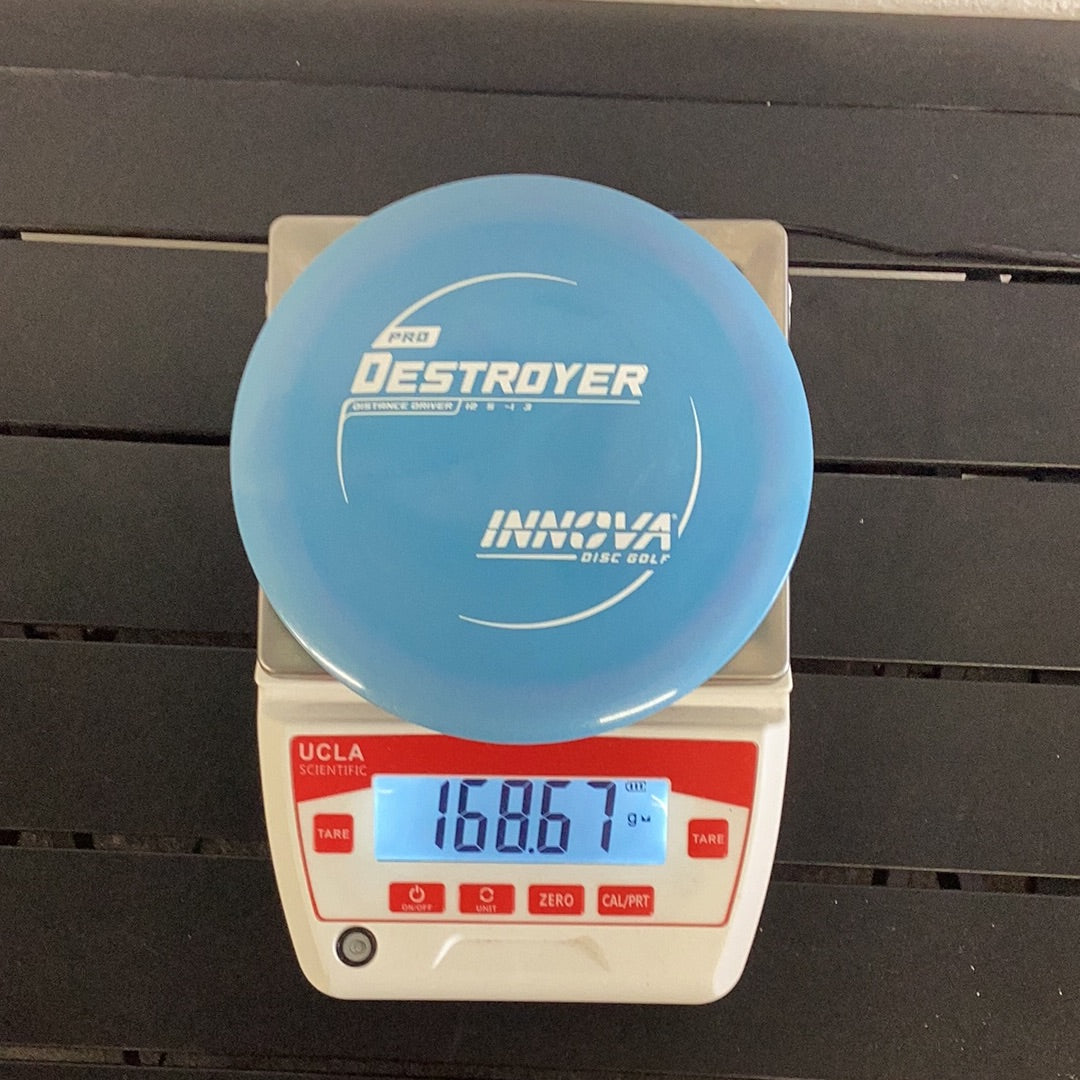 PRO
DESTROYER
DISTANCE DRIVER 12 5 -1 3
INNOVA®
DISC GOLF
UCLA
SCIENTIFIC
168.67 g
TARE
TARE
ON/OFF
UNIT
ZERO
CAL/PRT